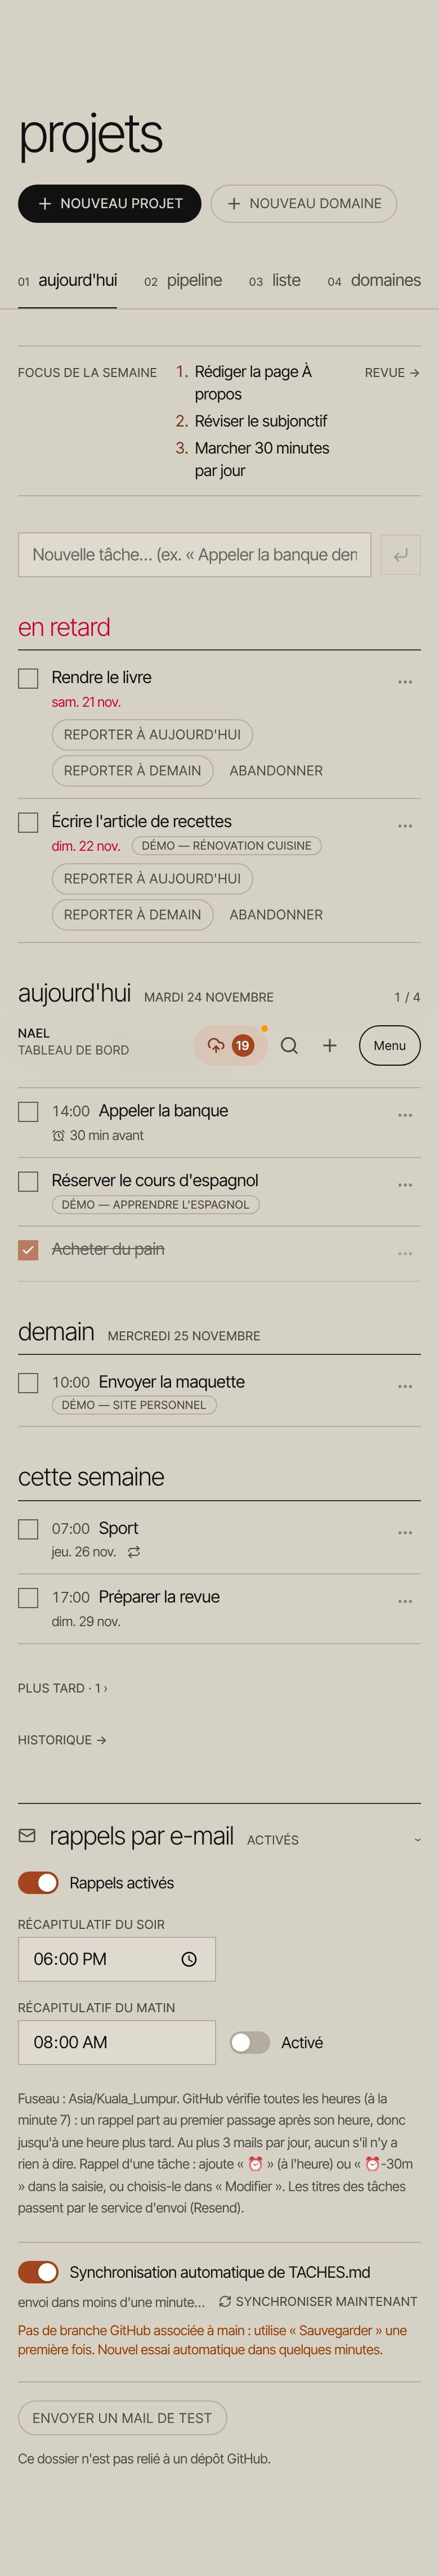 projets
NOUVEAU PROJET
NOUVEAU DOMAINE
01 aujourd'hui 02 pipeline 03 liste 04 domaines
FOCUS DE LA SEMAINE
1. Rédiger la page À
propos
2. Réviser le subjonctif
3. Marcher 30 minutes
par jour
REVUE →
Nouvelle tâche... (ex. « Appeler la banque dem
en retard
Rendre le livre
sam. 21 nov.
REPORTER À AUJOURD'HUI
REPORTER À DEMAIN ABANDONNER
Écrire l'article de recettes
dim. 22 nov. DÉMO — RÉNOVATION CUISINE
REPORTER À AUJOURD'HUI
REPORTER À DEMAIN ABANDONNER
aujourd'hui MARDI 24 NOVEMBRE 1 / 4
NAEL
TABLEAU DE BORD
19
Menu
14:00 Appeler la banque
30 min avant
Réserver le cours d'espagnol
DÉMO — APPRENDRE L'ESPAGNOL
Acheter du pain
demain MERCREDI 25 NOVEMBRE
10:00 Envoyer la maquette
DÉMO — SITE PERSONNEL
cette semaine
07:00 Sport
jeu. 26 nov.
17:00 Préparer la revue
dim. 29 nov.
PLUS TARD · 1 ›
HISTORIQUE →
rappels par e-mail ACTIVÉS
Rappels activés
RÉCAPITULATIF DU SOIR
06:00 PM
RÉCAPITULATIF DU MATIN
08:00 AM
Activé
Fuseau : Asia/Kuala_Lumpur. GitHub vérifie toutes les heures (à la
minute 7) : un rappel part au premier passage après son heure, donc
jusqu'à une heure plus tard. Au plus 3 mails par jour, aucun s'il n'y a
rien à dire. Rappel d'une tâche : ajoute « ⏰ » (à l'heure) ou « ⏰-30m
» dans la saisie, ou choisis-le dans « Modifier ». Les titres des tâches
passent par le service d'envoi (Resend).
Synchronisation automatique de TACHES.md
envoi dans moins d'une minute... SYNCHRONISER MAINTENANT
Pas de branche GitHub associée à main : utilise « Sauvegarder » une
première fois. Nouvel essai automatique dans quelques minutes.
ENVOYER UN MAIL DE TEST
Ce dossier n'est pas relié à un dépôt GitHub.